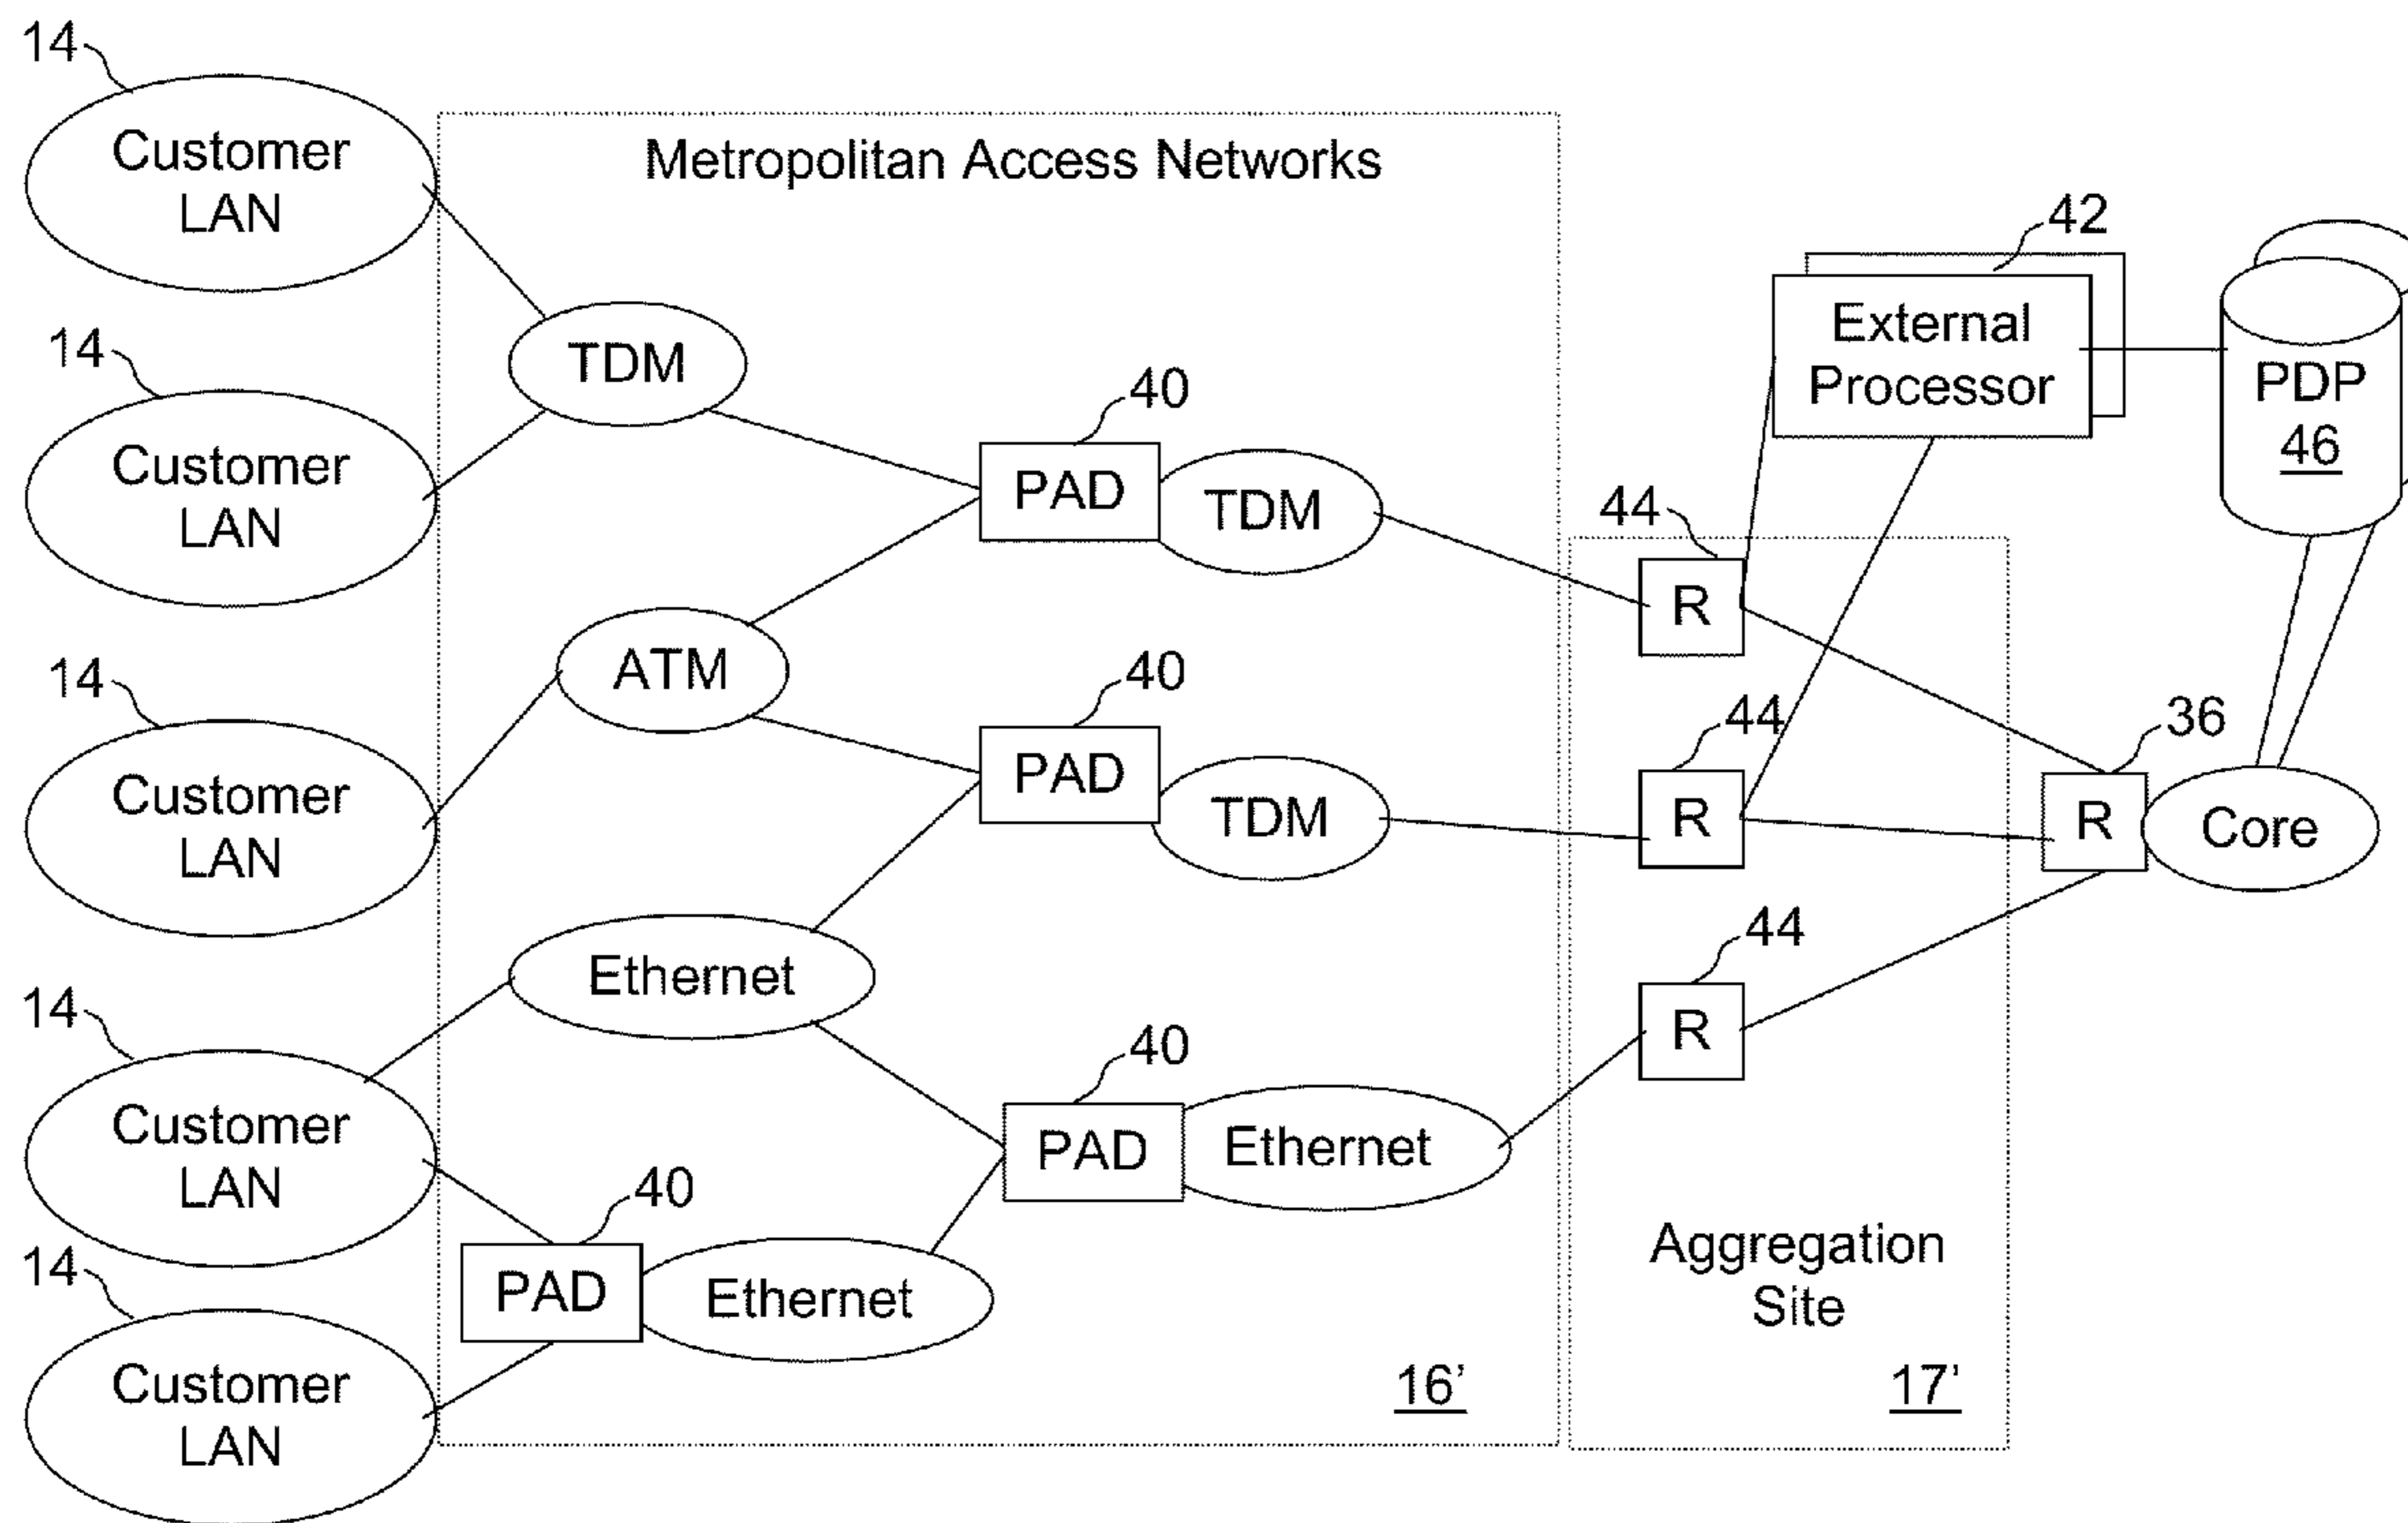 14
Customer
LAN
Metropolitan Access Networks
42
External
Processor
PDP
46
14
Customer
LAN
TDM
40
PAD
TDM
44
R
14
Customer
LAN
ATM
40
PAD
TDM
44
R
36
R
Core
14
Customer
LAN
Ethernet
40
PAD
Ethernet
44
R
40
PAD
Ethernet
Aggregation
Site
14
Customer
LAN
16’
17’